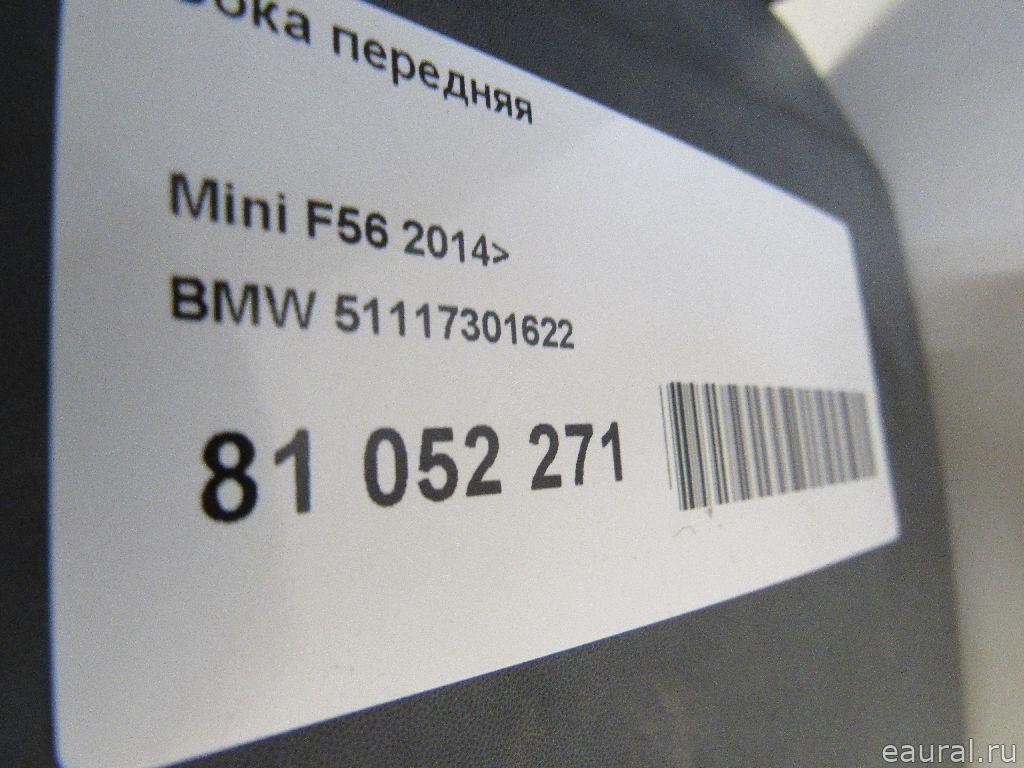 передняя
Mini F56 2014>
BMW 51117301622
81 052 271
eaural.ru